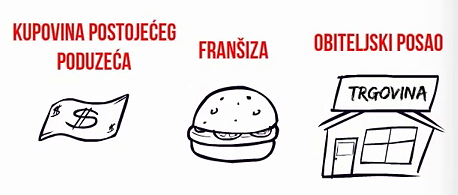 KUPOVINA POSTOJEĆEG
PODUZEĆA
FRANŠIZA
OBITELJSKI POSAO
$ $ $
TRGOVINA